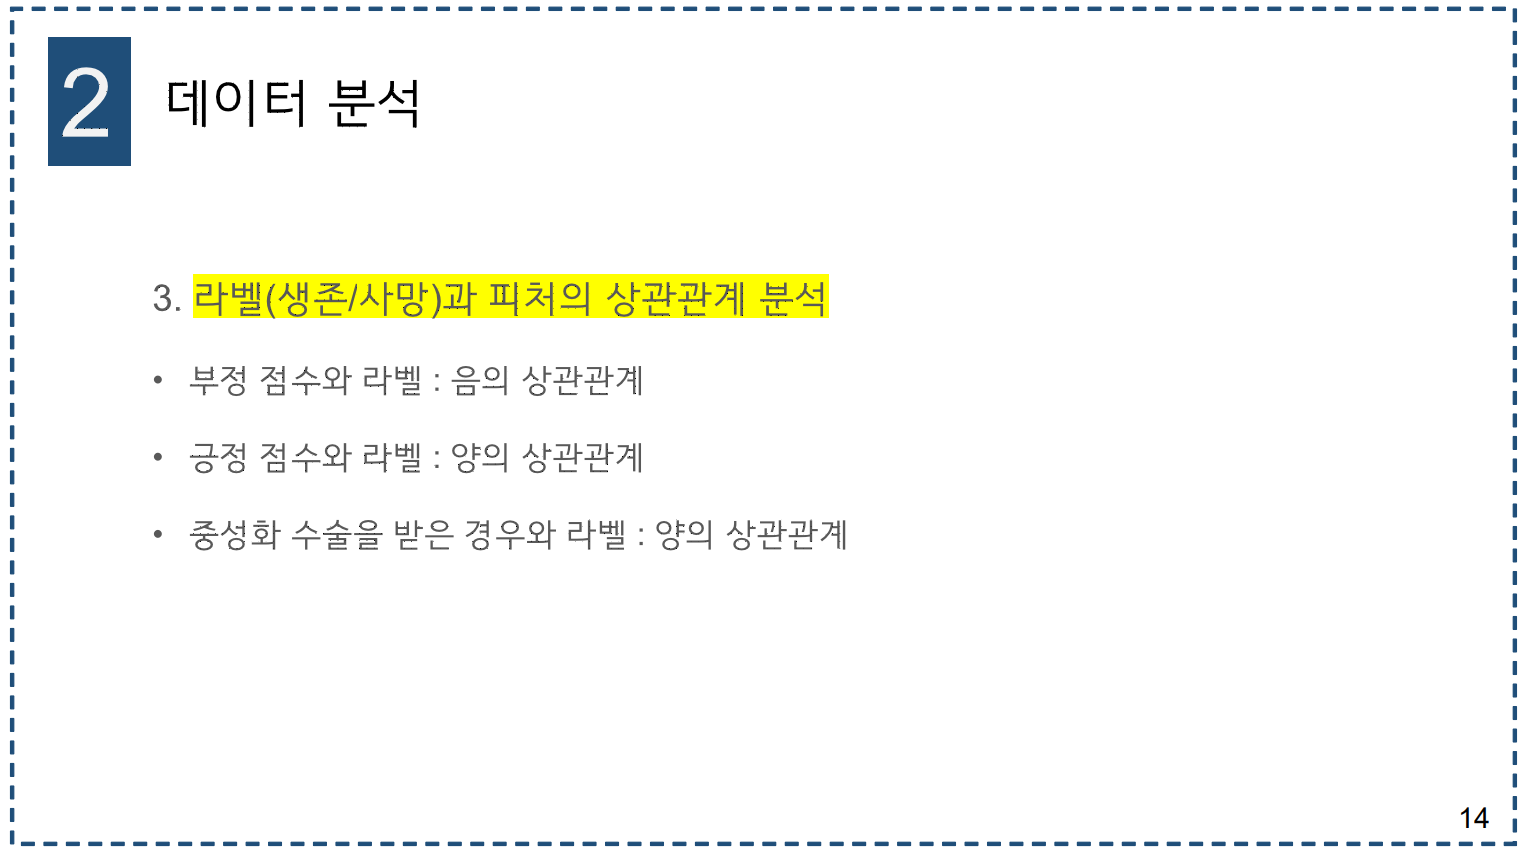 2
데이터 분석
3. 라벨(생존/사망)과 피처의 상관관계 분석
• 부정 점수와 라벨 : 음의 상관관계
• 긍정 점수와 라벨 : 양의 상관관계
• 중성화 수술을 받은 경우와 라벨 : 양의 상관관계
14